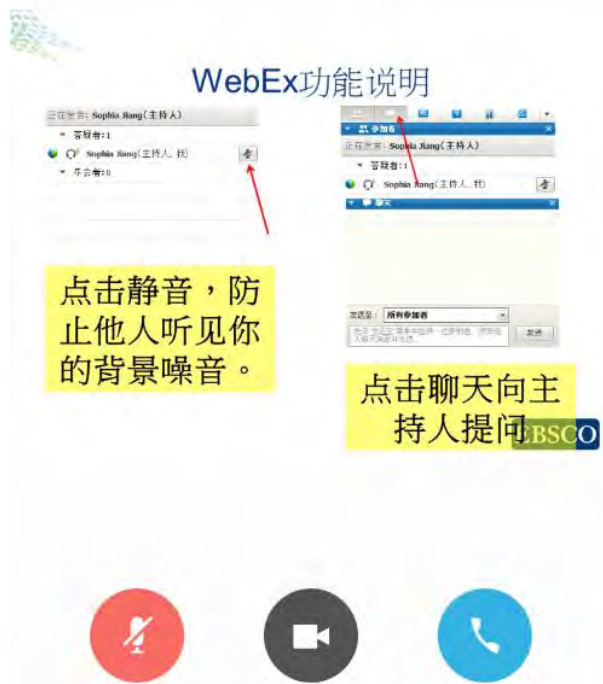 WebEx功能说明
正在发言: Sophia Jiang(主持人)
答疑者:1
Sophia Jiang(主持人, 我)
与会者:0
点击静音，防
止他人听见你
的背景噪音。
参加者
正在发言: Sophia Jiang(主持人)
答疑者:1
Sophia Jiang(主持人, 我)
聊天
发送至: 所有参加者
发送
点击聊天向主
持人提问
EBSCO